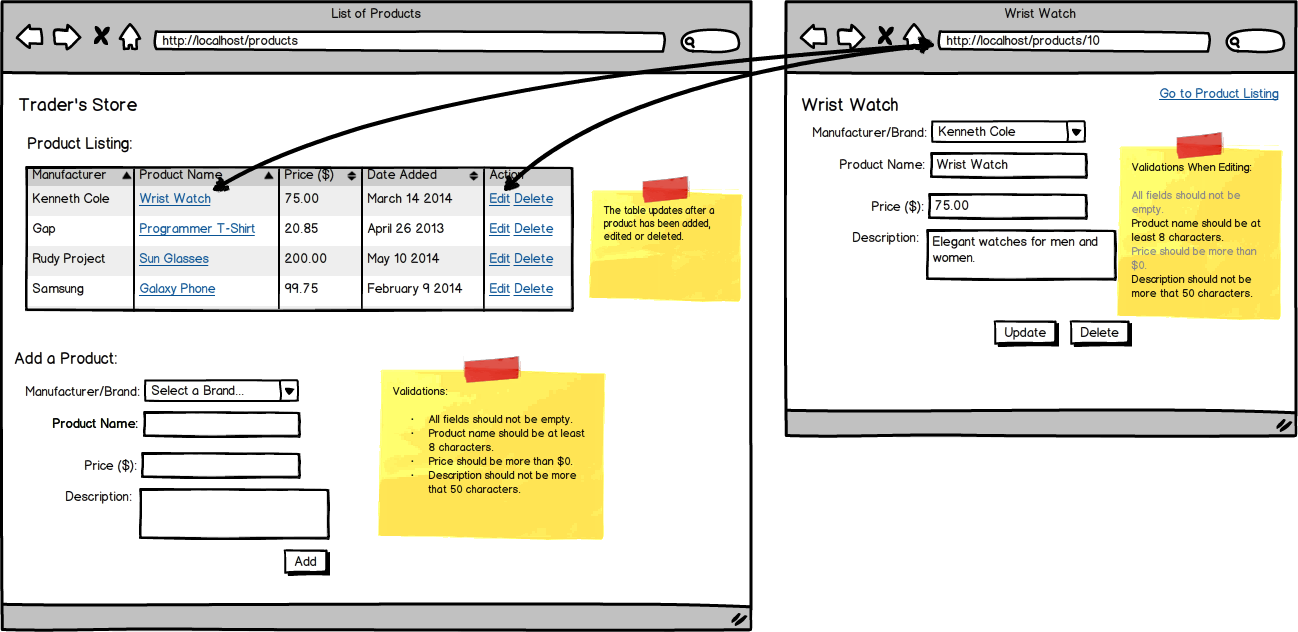 List of Products
http://localhost/products
Trader's Store
Product Listing:
Manufacturer Product Name Price ($) Date Added Action
Kenneth Cole Wrist Watch 75.00 March 14 2014 Edit Delete
Gap Programmer T-Shirt 20.85 April 26 2013 Edit Delete
Rudy Project Sun Glasses 200.00 May 10 2014 Edit Delete
Samsung Galaxy Phone 99.75 February 9 2014 Edit Delete
The table updates after a
product has been added,
edited or deleted.
Add a Product:
Manufacturer/Brand: Select a Brand...
Product Name:
Price ($):
Description:
Add
Validations:
· All fields should not be empty.
· Product name should be at least
8 characters.
· Price should be more than $0.
· Description should not be more
that 50 characters.
Wrist Watch
http://localhost/products/10
Go to Product Listing
Wrist Watch
Manufacturer/Brand: Kenneth Cole
Product Name: Wrist Watch
Price ($): 75.00
Description: Elegant watches for men and
women.
Update Delete
Validations When Editing:
All fields should not be
empty.
Product name should be at
least 8 characters.
Price should be more than
$0.
Description should not be
more that 50 characters.